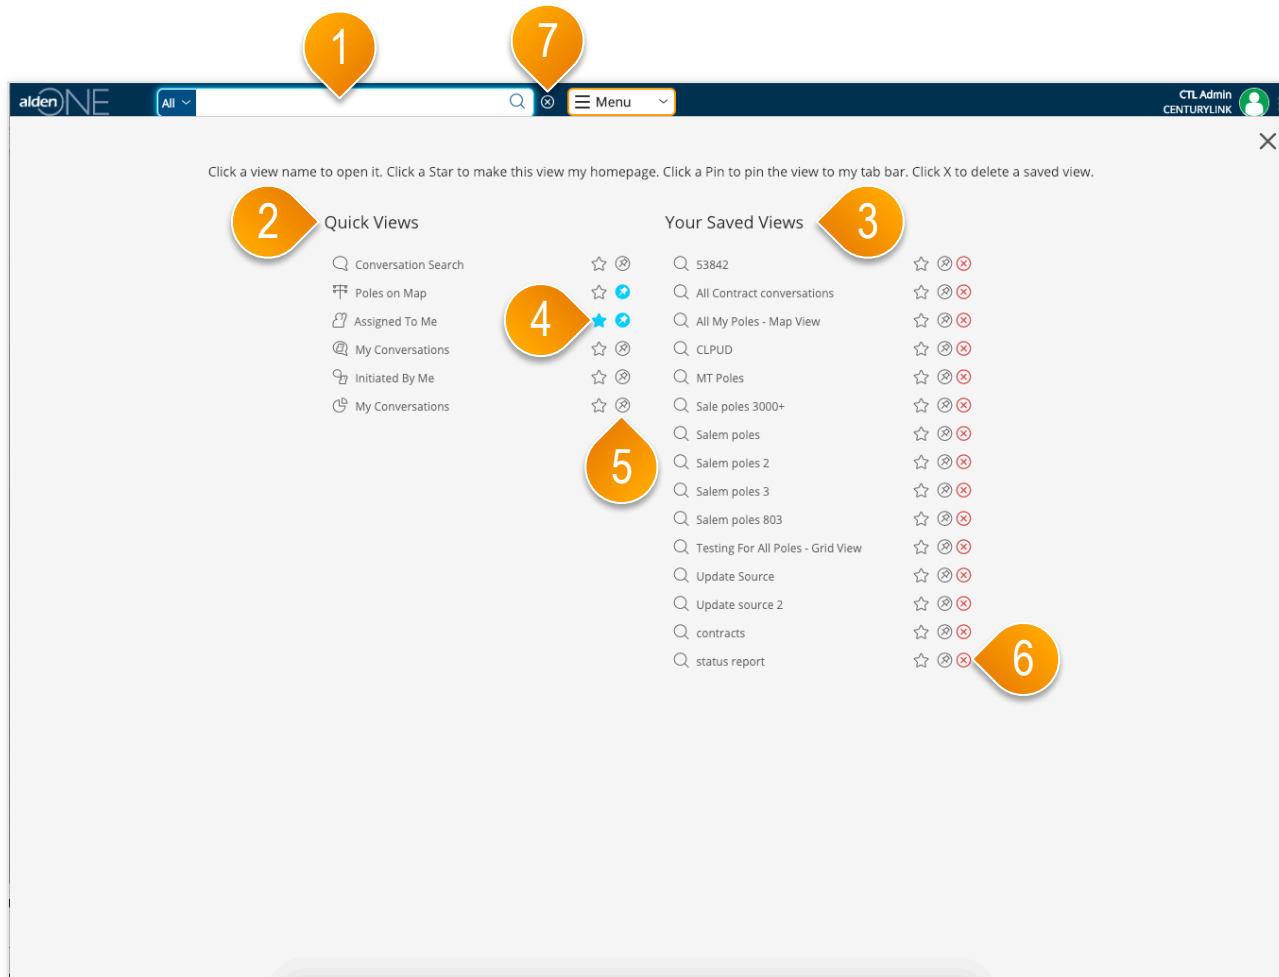 1
7
alden ONE
All
Menu
CTL Admin
CENTURYLINK
Click a view name to open it. Click a Star to make this view my homepage. Click a Pin to pin the view to my tab bar. Click X to delete a saved view.
2
Quick Views
Conversation Search
Poles on Map
Assigned To Me
4
My Conversations
Initiated By Me
My Conversations
5
Your Saved Views
3
53842
All Contract conversations
All My Poles - Map View
CLPUD
MT Poles
Sale poles 3000+
Salem poles
Salem poles 2
Salem poles 3
Salem poles 803
Testing For All Poles - Grid View
Update Source
Update source 2
contracts
status report
6